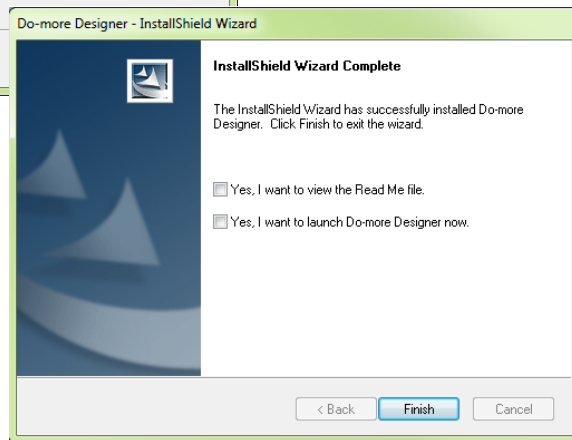 Do-more Designer - InstallShield Wizard
InstallShield Wizard Complete
The InstallShield Wizard has successfully installed Do-more
Designer. Click Finish to exit the wizard.
Yes, I want to view the Read Me file.
Yes, I want to launch Do-more Designer now.
< Back
Finish
Cancel